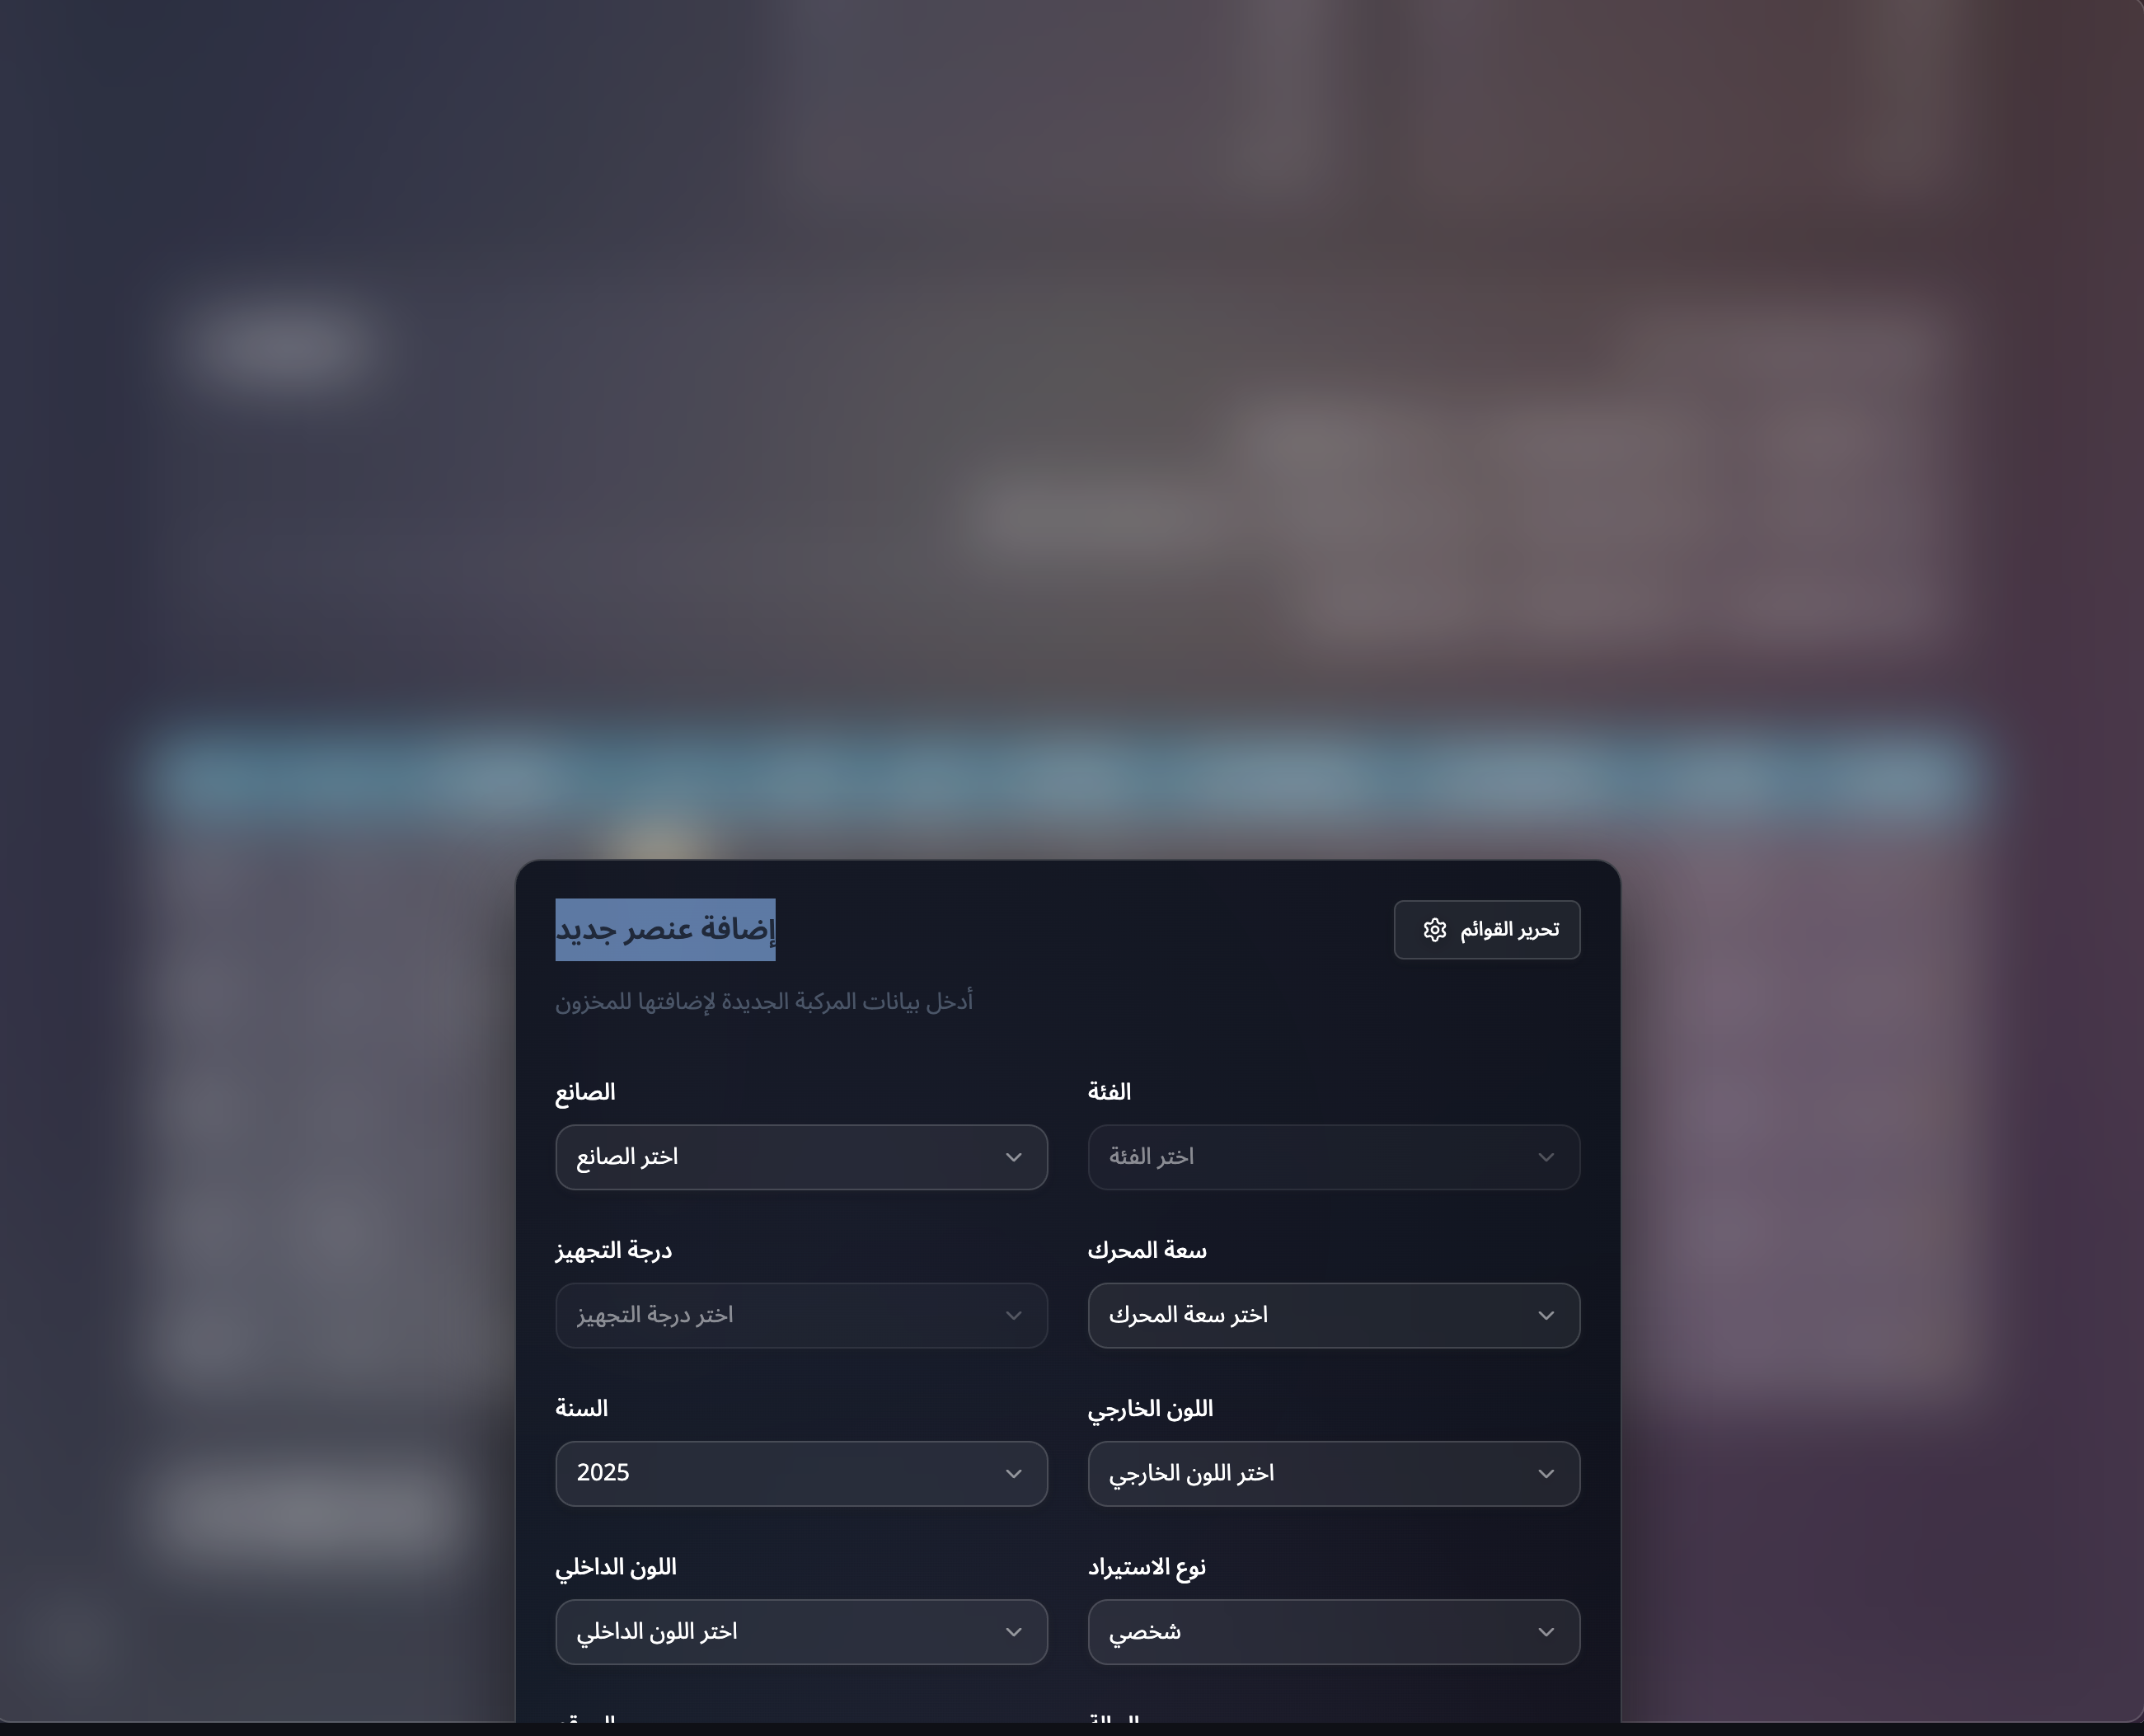 إضافة عنصر جديد
تحرير القوائم
أدخل بيانات المركبة الجديدة لإضافتها للمخزون
الصانع
الفئة
اختر الصانع
اختر الفئة
درجة التجهيز
سعة المحرك
اختر درجة التجهيز
اختر سعة المحرك
السنة
اللون الخارجي
2025
اختر اللون الخارجي
اللون الداخلي
نوع الاستيراد
اختر اللون الداخلي
شخصي